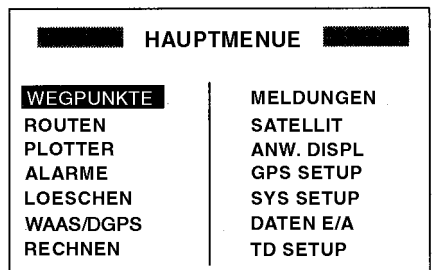 HAUPTMENUE
WEGPUNKTE
ROUTEN
PLOTTER
ALARME
LOESCHEN
WAAS/DGPS
RECHNEN
MELDUNGEN
SATELLIT
ANW. DISPL
GPS SETUP
SYS SETUP
DATEN E/A
TD SETUP